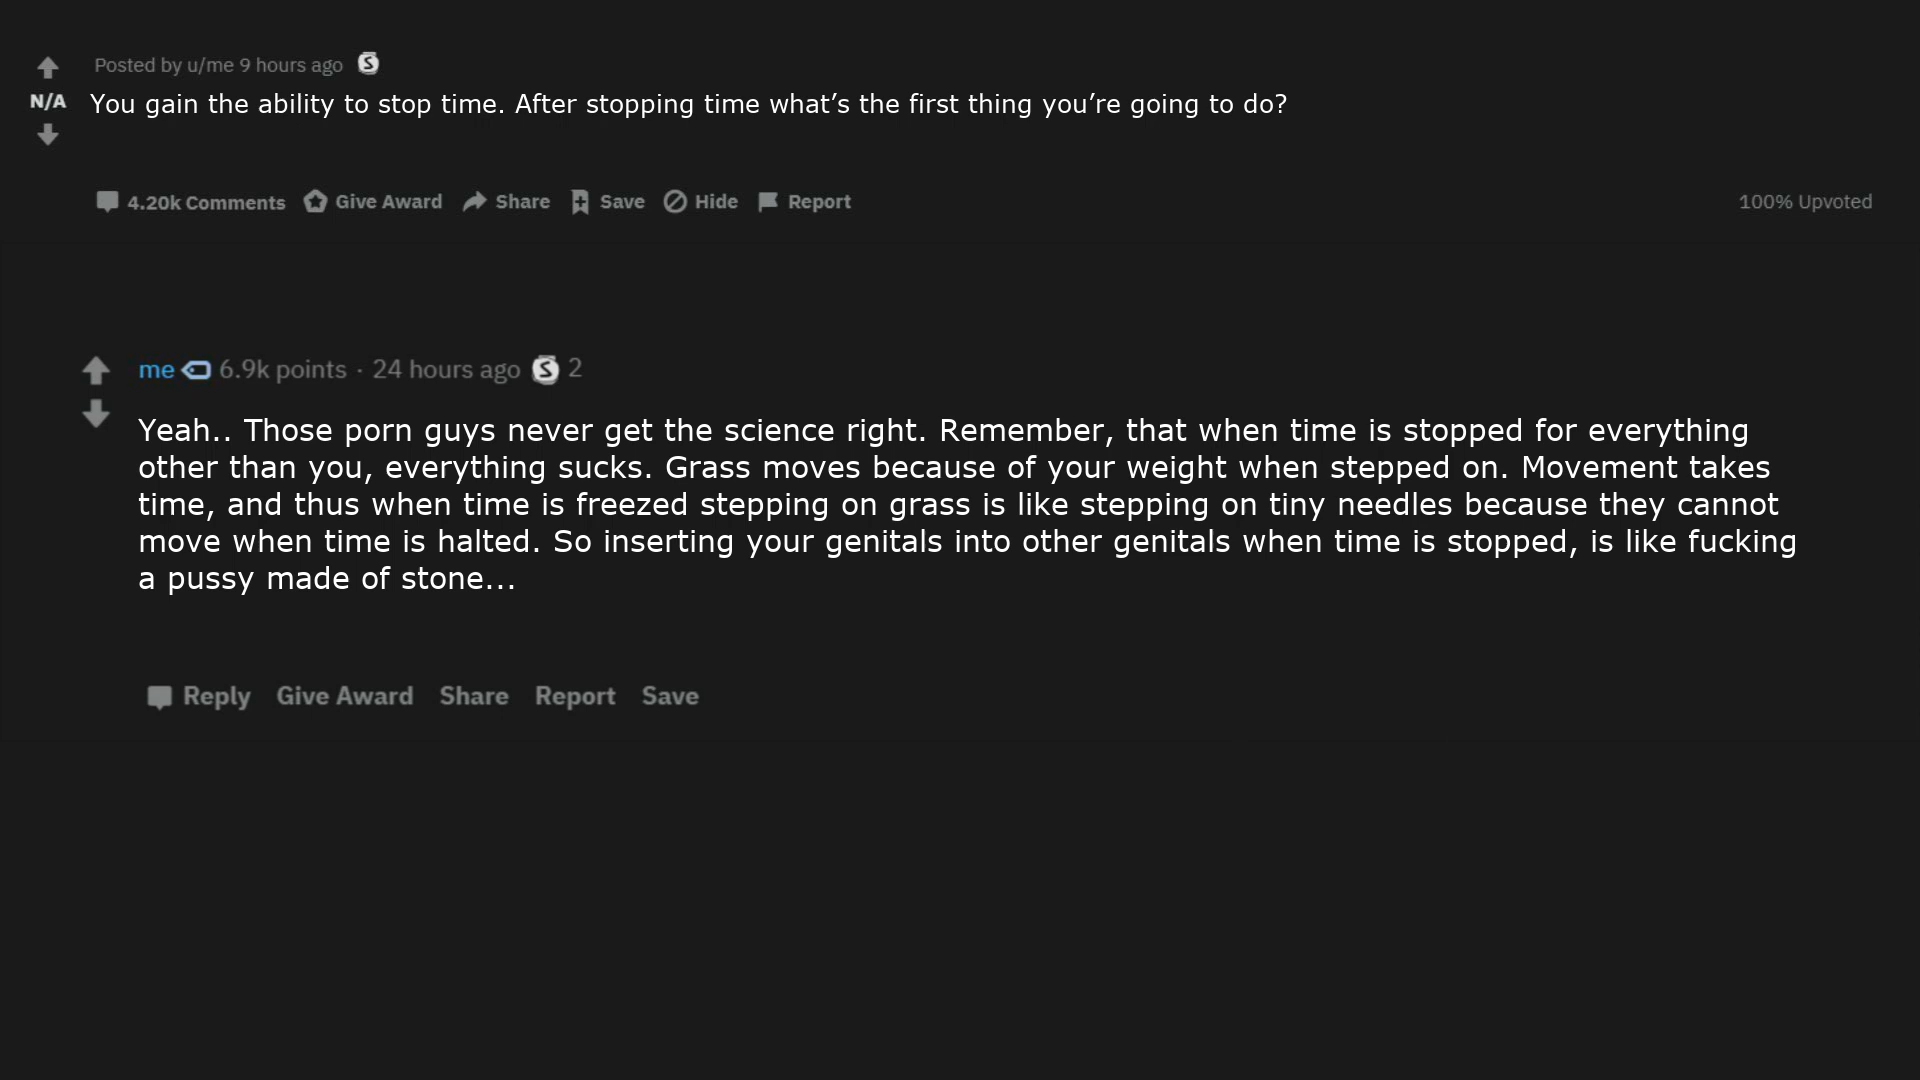 Posted by u/me 9 hours ago
N/A
You gain the ability to stop time. After stopping time what’s the first thing you’re going to do?
4.20k Comments Give Award Share Save Hide Report 100% Upvoted
me 6.9k points · 24 hours ago S 2
Yeah.. Those porn guys never get the science right. Remember, that when time is stopped for everything
other than you, everything sucks. Grass moves because of your weight when stepped on. Movement takes
time, and thus when time is freezed stepping on grass is like stepping on tiny needles because they cannot
move when time is halted. So inserting your genitals into other genitals when time is stopped, is like fucking
a pussy made of stone...
Reply Give Award Share Report Save